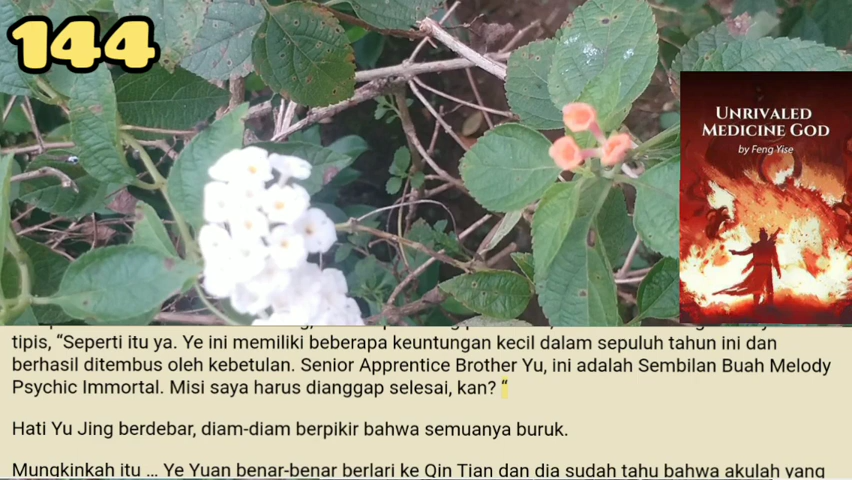 144
UNRIVALED
MEDICINE GOD
by Feng Yise
tipis, “Seperti itu ya. Ye ini memiliki beberapa keuntungan kecil dalam sepuluh tahun ini dan
berhasil ditembus oleh kebetulan. Senior Apprentice Brother Yu, ini adalah Sembilan Buah Melody
Psychic Immortal. Misi saya harus dianggap selesai, kan? “
Hati Yu Jing berdebar, diam-diam berpikir bahwa semuanya buruk.
Mungkinkah itu ... Ye Yuan benar-benar berlari ke Qin Tian dan dia sudah tahu bahwa akulah yang